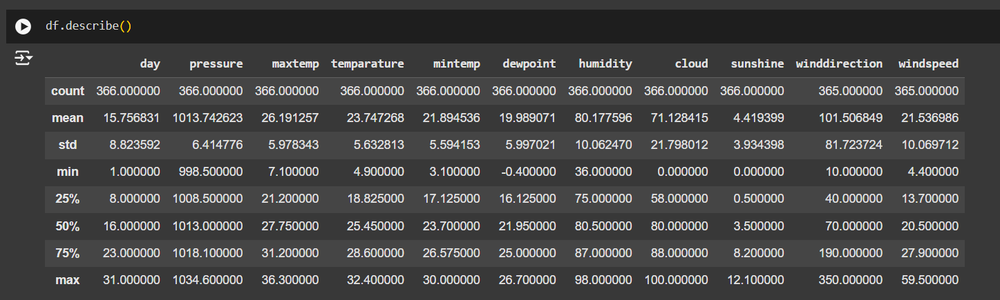 df.describe()
day pressure maxtemp temparature mintemp dewpoint humidity cloud sunshine winddirection windspeed
count 366.000000 366.000000 366.000000 366.000000 366.000000 366.000000 366.000000 366.000000 366.000000 365.000000 365.000000
mean 15.756831 1013.742623 26.191257 23.747268 21.894536 19.989071 80.177596 71.128415 4.419399 101.506849 21.536986
std 8.823592 6.414776 5.978343 5.632813 5.594153 5.997021 10.062470 21.798012 3.934398 81.723724 10.069712
min 1.000000 998.500000 7.100000 4.900000 3.100000 -0.400000 36.000000 0.000000 0.000000 10.000000 4.400000
25% 8.000000 1008.500000 21.200000 18.825000 17.125000 16.125000 75.000000 58.000000 0.500000 40.000000 13.700000
50% 16.000000 1013.000000 27.750000 25.450000 23.700000 21.950000 80.500000 80.000000 3.500000 70.000000 20.500000
75% 23.000000 1018.100000 31.200000 28.600000 26.575000 25.000000 87.000000 88.000000 8.200000 190.000000 27.900000
max 31.000000 1034.600000 36.300000 32.400000 30.000000 26.700000 98.000000 100.000000 12.100000 350.000000 59.500000